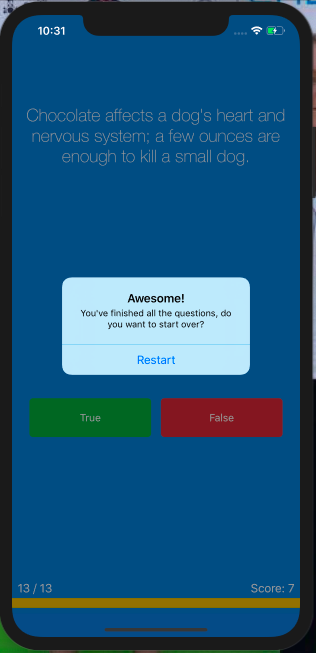 10:31
Chocolate affects a dog's heart and
nervous system; a few ounces are
enough to kill a small dog.
Awesome!
You've finished all the questions, do
you want to start over?
Restart
True
False
13 / 13
Score: 7